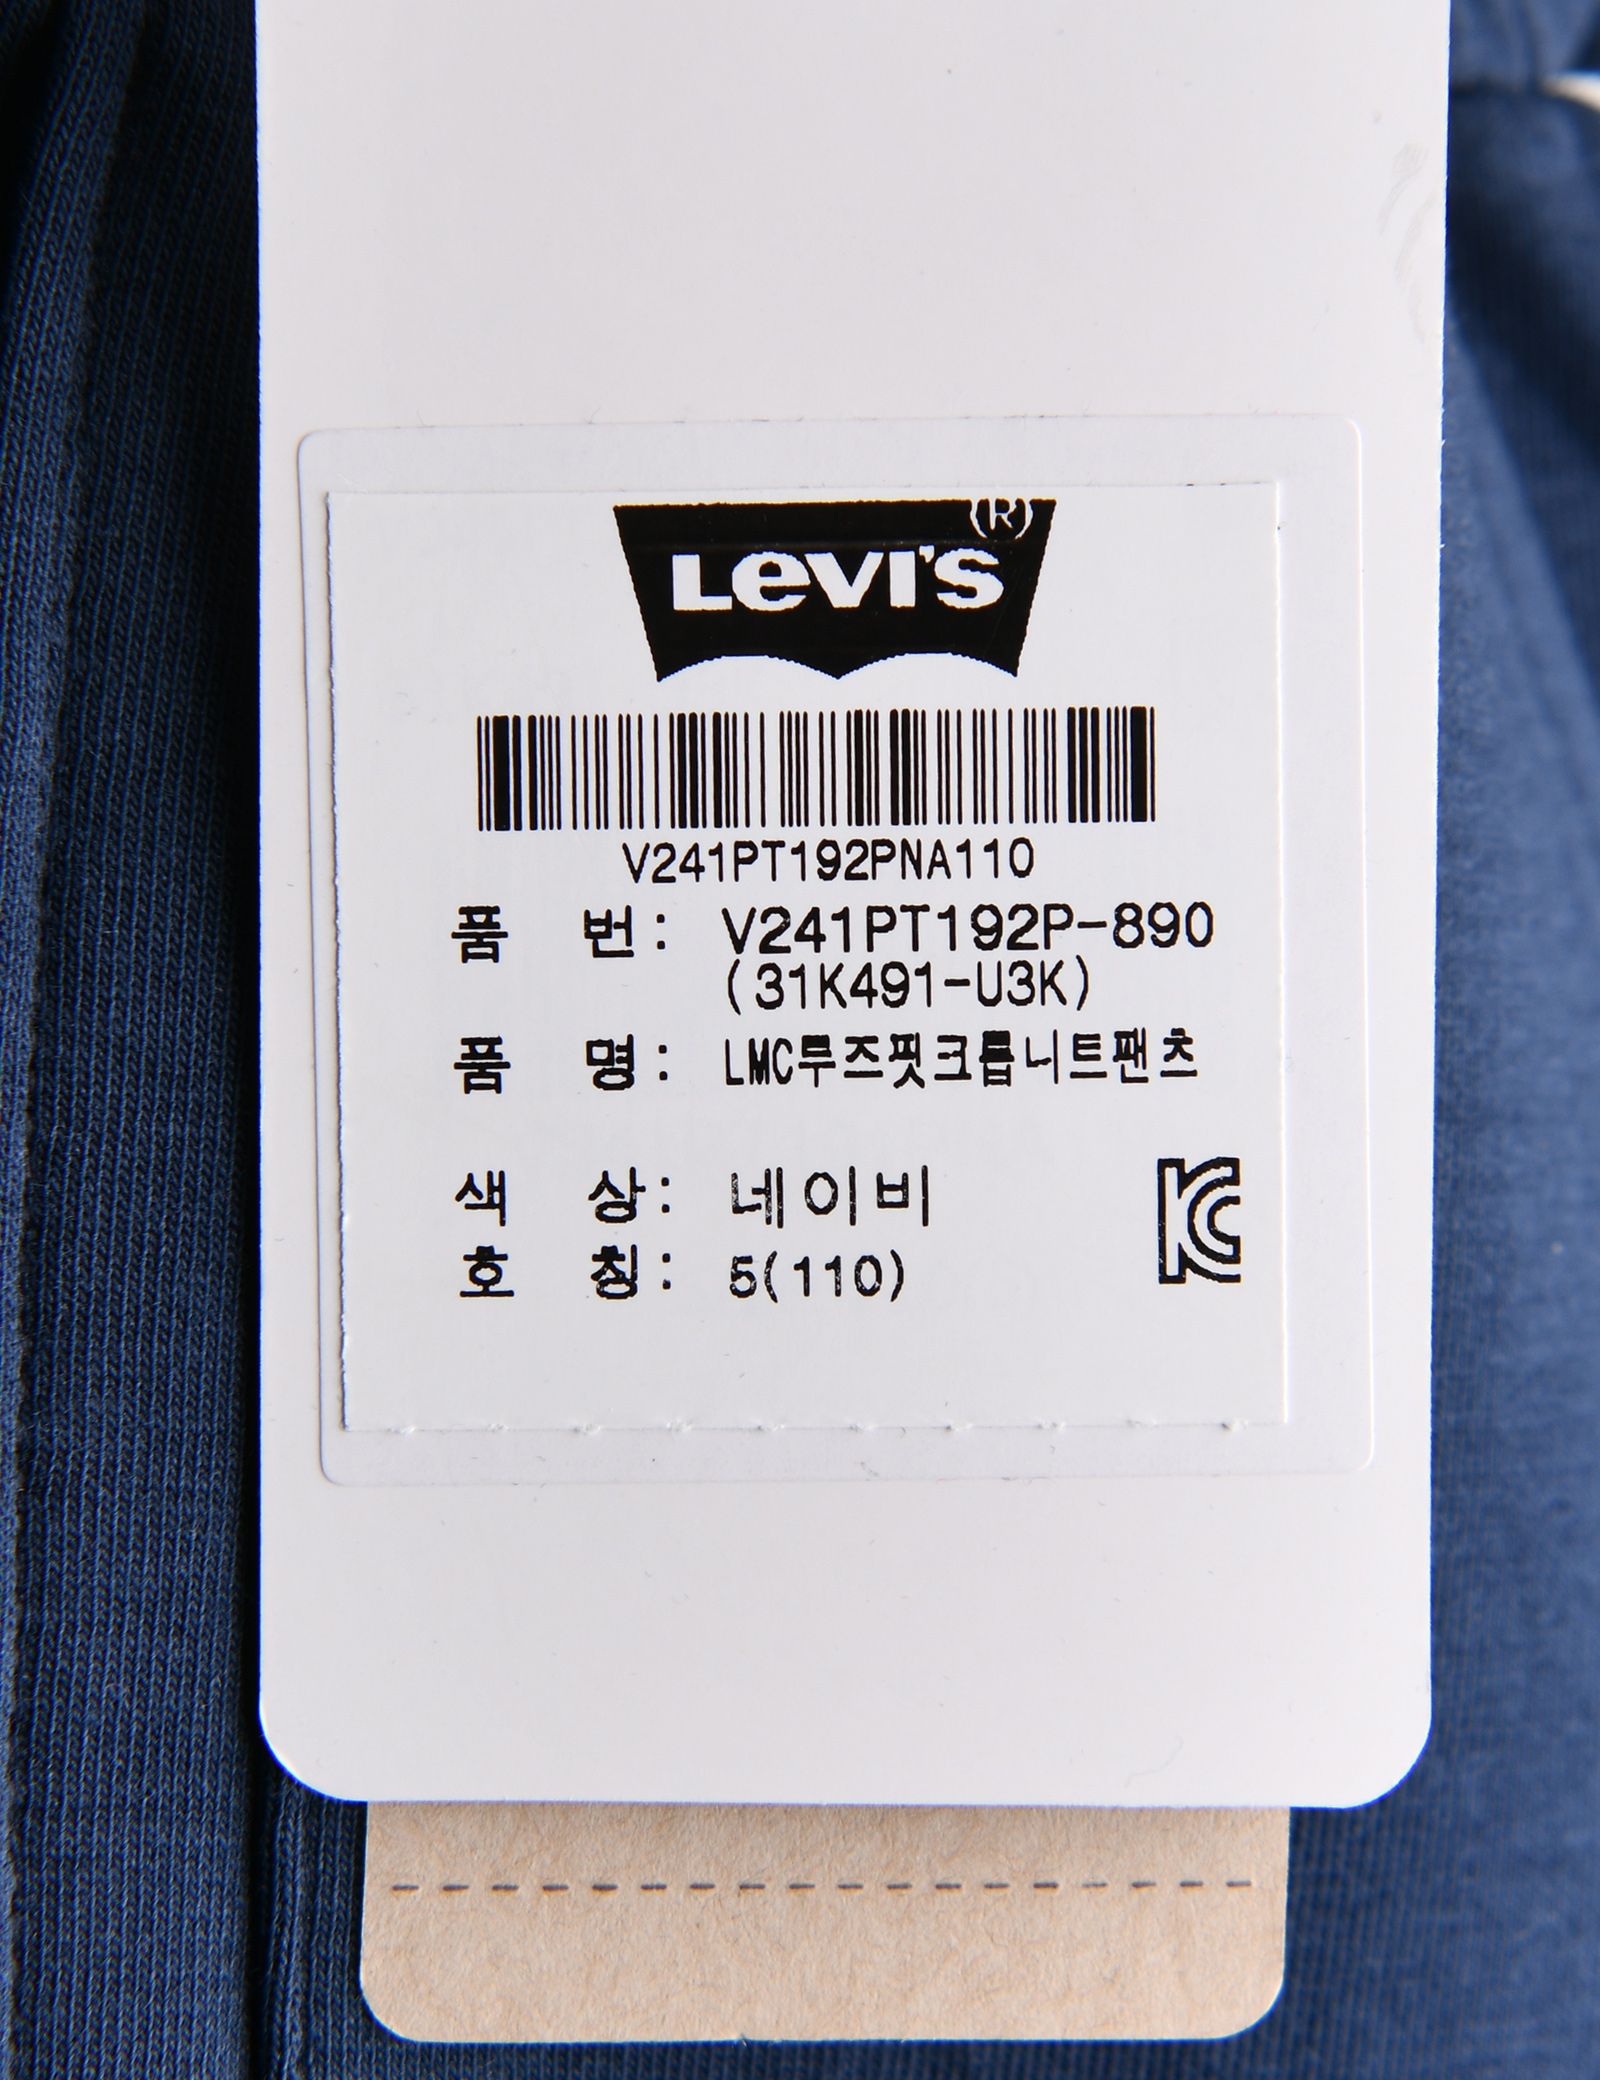 LEVI'S®
V241PT192PNA110
품 번: V241PT192P-890
(31K491-U3K)
품 명: LMC루즈핏크롭니트팬츠
색 상: 네이비
호 칭: 5(110)
KC